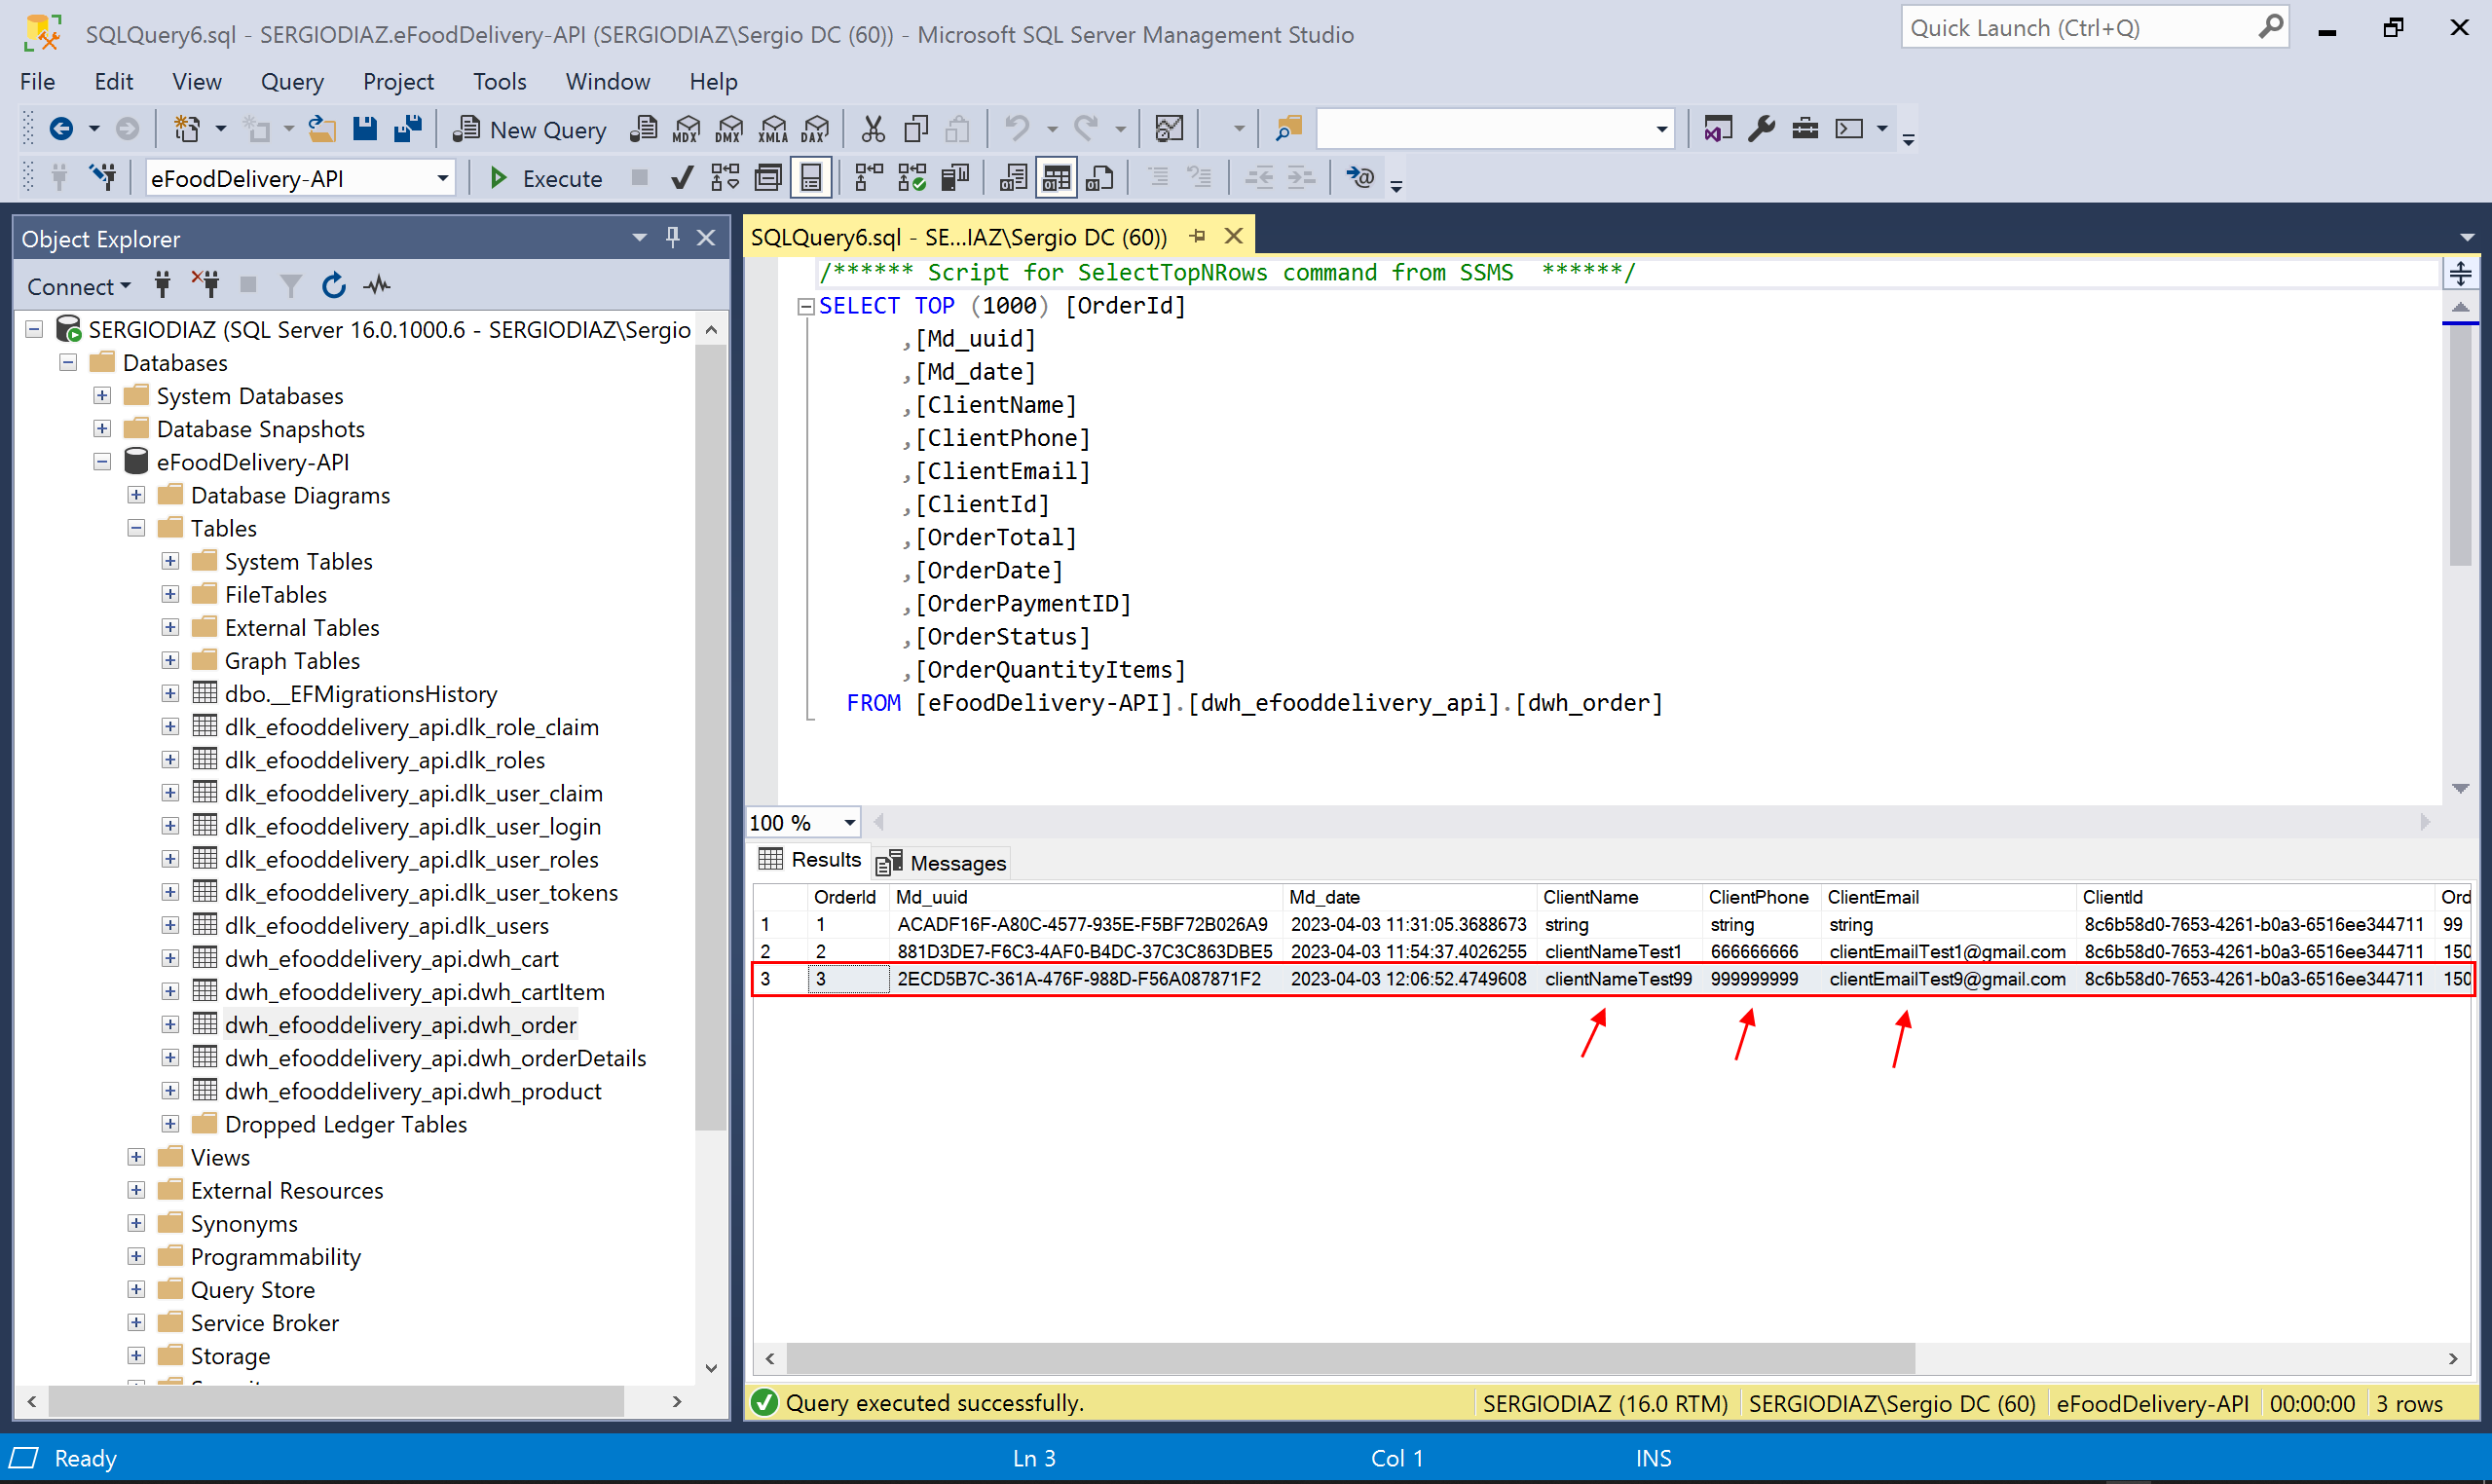 SQLQuery6.sql - SERGIODIAZ.eFoodDelivery-API (SERGIODIAZ\Sergio DC (60)) - Microsoft SQL Server Management Studio
Quick Launch (Ctrl+Q)
File Edit View Query Project Tools Window Help
New Query MDX DMX XMLA DAX
eFoodDelivery-API Execute
Object Explorer
Connect
SERGIODIAZ (SQL Server 16.0.1000.6 - SERGIODIAZ\Sergio
Databases
System Databases
Database Snapshots
eFoodDelivery-API
Database Diagrams
Tables
System Tables
FileTables
External Tables
Graph Tables
dbo.__EFMigrationsHistory
dlk_efooddelivery_api.dlk_role_claim
dlk_efooddelivery_api.dlk_roles
dlk_efooddelivery_api.dlk_user_claim
dlk_efooddelivery_api.dlk_user_login
dlk_efooddelivery_api.dlk_user_roles
dlk_efooddelivery_api.dlk_user_tokens
dlk_efooddelivery_api.dlk_users
dwh_efooddelivery_api.dwh_cart
dwh_efooddelivery_api.dwh_cartItem
dwh_efooddelivery_api.dwh_order
dwh_efooddelivery_api.dwh_orderDetails
dwh_efooddelivery_api.dwh_product
Dropped Ledger Tables
Views
External Resources
Synonyms
Programmability
Query Store
Service Broker
Storage
SQLQuery6.sql - SE...IAZ\Sergio DC (60))
/****** Script for SelectTopNRows command from SSMS  ******/
SELECT TOP (1000) [OrderId]
,[Md_uuid]
,[Md_date]
,[ClientName]
,[ClientPhone]
,[ClientEmail]
,[ClientId]
,[OrderTotal]
,[OrderDate]
,[OrderPaymentID]
,[OrderStatus]
,[OrderQuantityItems]
FROM [eFoodDelivery-API].[dwh_efooddelivery_api].[dwh_order]
100 %
Results Messages
OrderId Md_uuid Md_date ClientName ClientPhone ClientEmail ClientId Ord
1 1 ACADF16F-A80C-4577-935E-F5BF72B026A9 2023-04-03 11:31:05.3688673 string string string 8c6b58d0-7653-4261-b0a3-6516ee344711 99
2 2 881D3DE7-F6C3-4AF0-B4DC-37C3C863DBE5 2023-04-03 11:54:37.4026255 clientNameTest1 666666666 clientEmailTest1@gmail.com 8c6b58d0-7653-4261-b0a3-6516ee344711 150
3 3 2ECD5B7C-361A-476F-988D-F56A087871F2 2023-04-03 12:06:52.4749608 clientNameTest99 999999999 clientEmailTest9@gmail.com 8c6b58d0-7653-4261-b0a3-6516ee344711 150
Query executed successfully. SERGIODIAZ (16.0 RTM) SERGIODIAZ\Sergio DC (60) eFoodDelivery-API 00:00:00 3 rows
Ready Ln 3 Col 1 INS